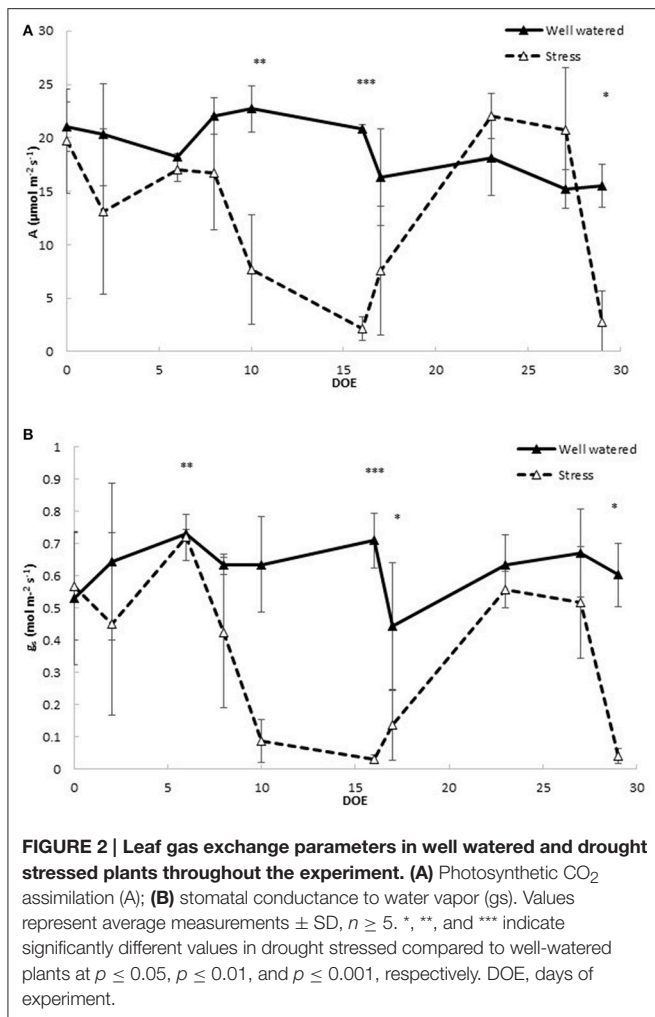 A
Well watered
Stress
30
25
20
15
10
5
0
A (µmol m⁻² s⁻¹)
** *** *
0 5 10 15 20 25 30
DOE
B
Well watered
Stress
1
0.9
0.8
0.7
0.6
0.5
0.4
0.3
0.2
0.1
0
gₛ (mol m⁻² s⁻¹)
** *** * *
0 5 10 15 20 25 30
DOE
FIGURE 2 | Leaf gas exchange parameters in well watered and drought
stressed plants throughout the experiment. (A) Photosynthetic CO₂
assimilation (A); (B) stomatal conductance to water vapor (gs). Values
represent average measurements ± SD, n ≥ 5. *, **, and *** indicate
significantly different values in drought stressed compared to well-watered
plants at p ≤ 0.05, p ≤ 0.01, and p ≤ 0.001, respectively. DOE, days of
experiment.